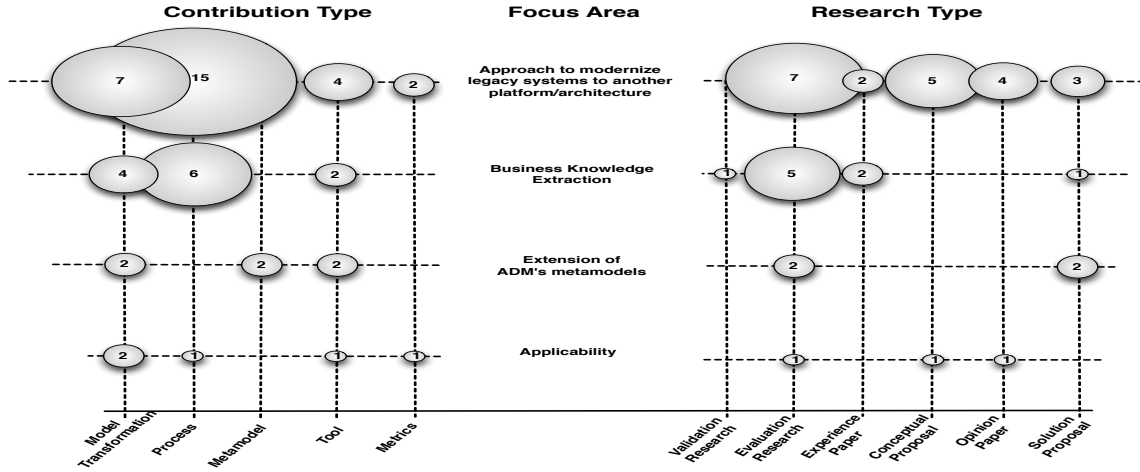 Contribution Type
Focus Area
Research Type
7
15
4
2
Approach to modernize
legacy systems to another
platform/architecture
7
2
5
4
3
4
6
2
Business Knowledge
Extraction
1
5
2
1
2
2
2
Extension of
ADM's metamodels
2
2
2
1
1
1
Applicability
1
1
1
Model
Transformation
Process
Metamodel
Tool
Metrics
Validation
Research
Evaluation
Research
Experience
Paper
Conceptual
Proposal
Opinion
Paper
Solution
Proposal